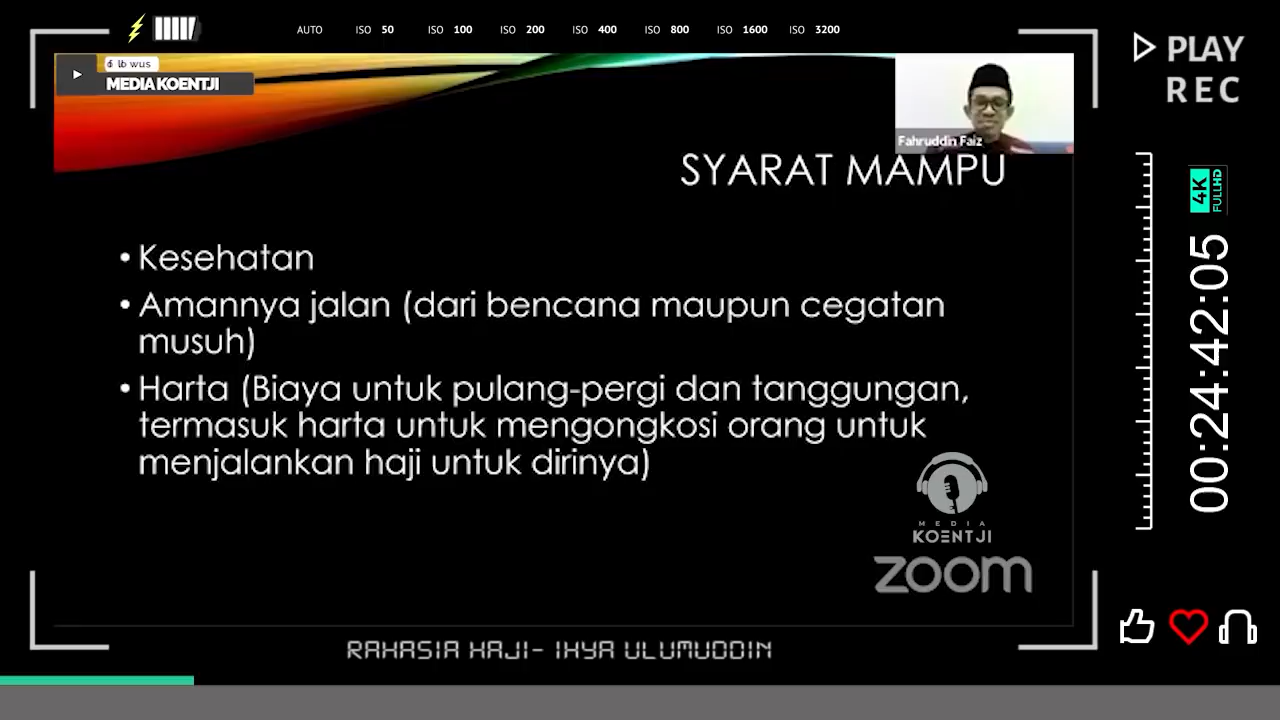 AUTO ISO 50 ISO 100 ISO 200 ISO 400 ISO 800 ISO 1600 ISO 3200
PLAY
REC
MEDIA KOENTJI
Fahruddin Faiz
SYARAT MAMPU
• Kesehatan
• Amannya jalan (dari bencana maupun cegatan
musuh)
• Harta (Biaya untuk pulang-pergi dan tanggungan,
termasuk harta untuk mengongkosi orang untuk
menjalankan haji untuk dirinya)
MEDIA
KOENTJI
zoom
4K
FULLHD
00:24:42:05
RAHASIA HAJI- IHYA ULUMUDDIN